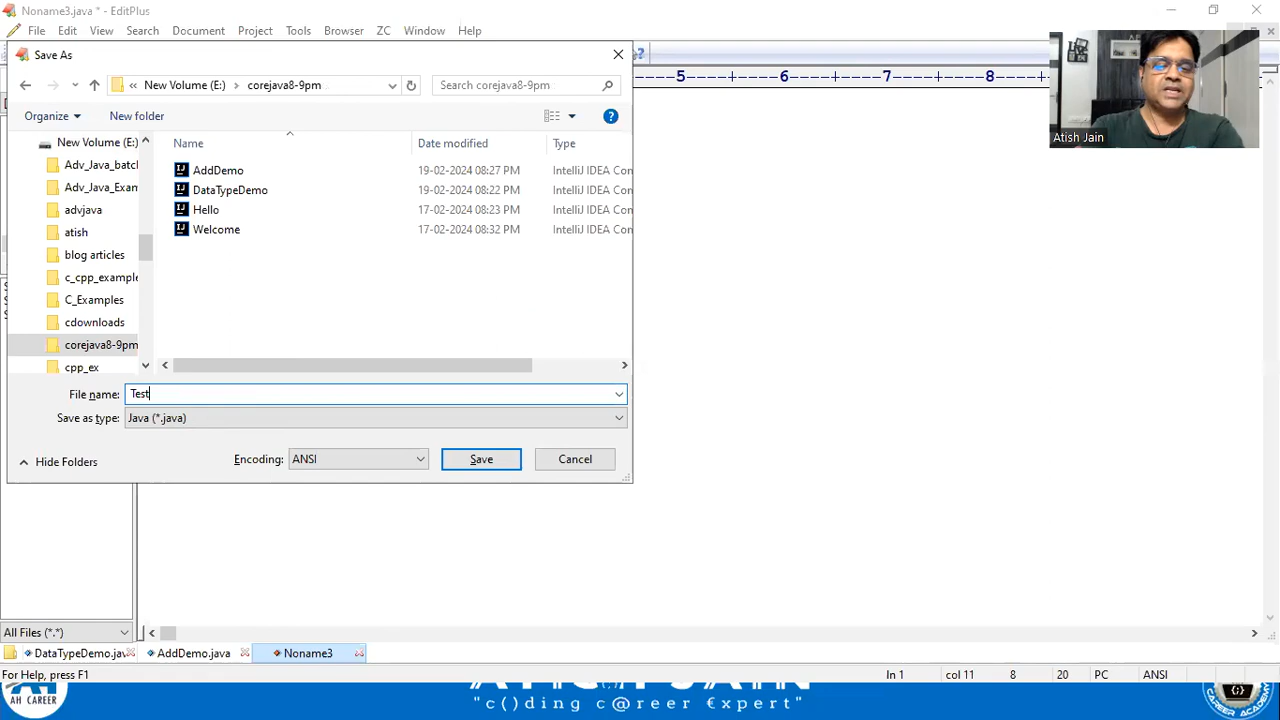 Noname3.java * - EditPlus
File Edit View Search Document Project Tools Browser ZC Window Help
Save As
5 6 7 8
« New Volume (E:) > corejava8-9pm
Search corejava8-9pm
Organize
New folder
Name
Date modified
Type
New Volume (E:)
Adv_Java_batch
Adv_Java_Exam
advjava
atish
blog articles
c_cpp_example
C_Examples
cdownloads
corejava8-9pm
cpp_ex
AddDemo 19-02-2024 08:27 PM IntelliJ IDEA Con
DataTypeDemo 19-02-2024 08:22 PM IntelliJ IDEA Con
Hello 17-02-2024 08:23 PM IntelliJ IDEA Con
Welcome 17-02-2024 08:32 PM IntelliJ IDEA Con
Atish Jain
File name: Test
Save as type: Java (*.java)
Hide Folders
Encoding: ANSI
Save
Cancel
All Files (*.*)
DataTypeDemo.jav AddDemo.java Noname3
For Help, press F1
ln 1 col 11 8 20 PC ANSI
AH CAREER
"c()ding c@reer €xpert"